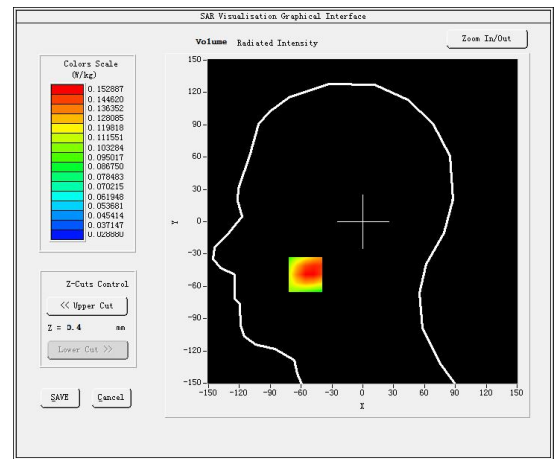 SAR Visualisation Graphical Interface
Volume Radiated Intensity
Zoom In/Out
Colors Scale
(W/kg)
0.152887
0.144620
0.136352
0.128085
0.119818
0.111551
0.103284
0.095017
0.086750
0.078483
0.070215
0.061948
0.053681
0.045414
0.037147
0.028880
Z-Cuts Control
<< Upper Cut
Z = 0.4 mm
Lower Cut >>
SAVE
Cancel
150
120
90
60
30
0
-30
-60
-90
-120
-150
Y
-150 -120 -90 -60 -30 0 30 60 90 120 150
X